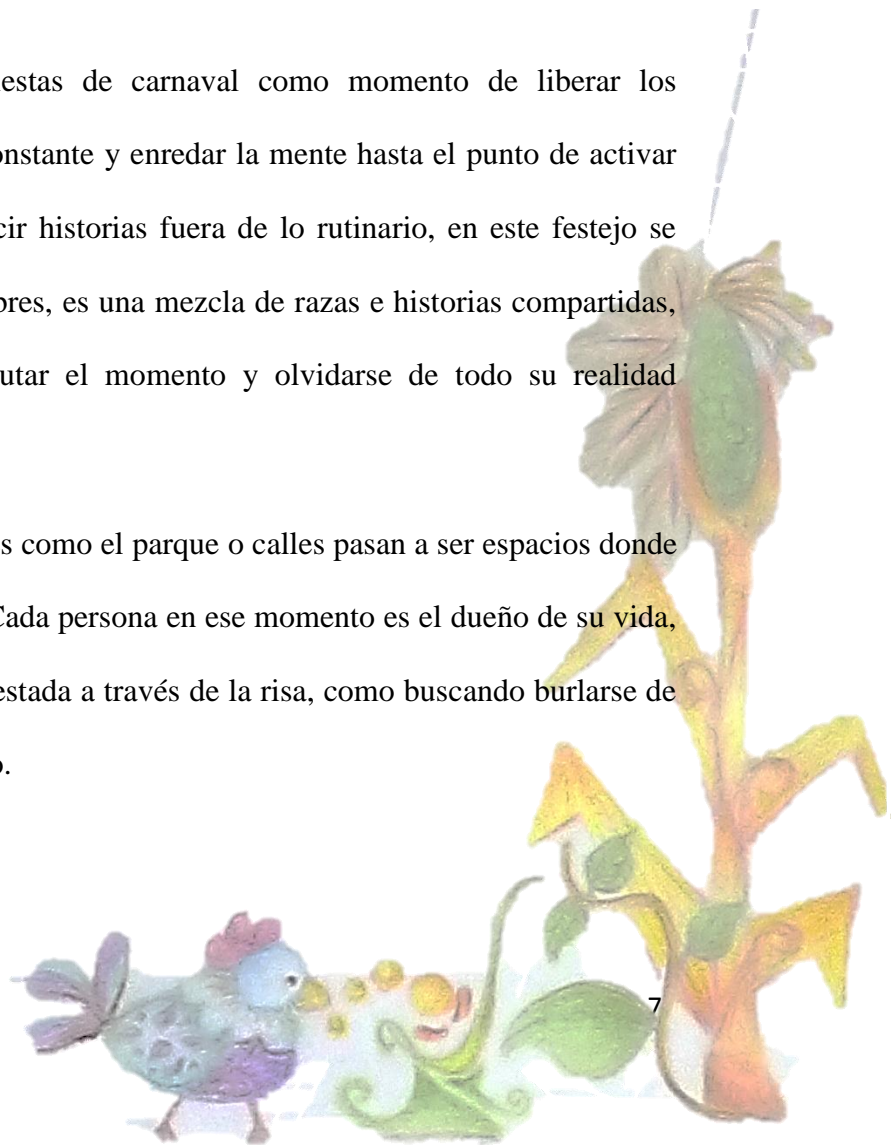 estas de carnaval como momento de liberar los
onstante y enredar la mente hasta el punto de activar
cir historias fuera de lo rutinario, en este festejo se
bres, es una mezcla de razas e historias compartidas,
utar el momento y olvidarse de todo su realidad
s como el parque o calles pasan a ser espacios donde
Cada persona en ese momento es el dueño de su vida,
estada a través de la risa, como buscando burlarse de
o.
7